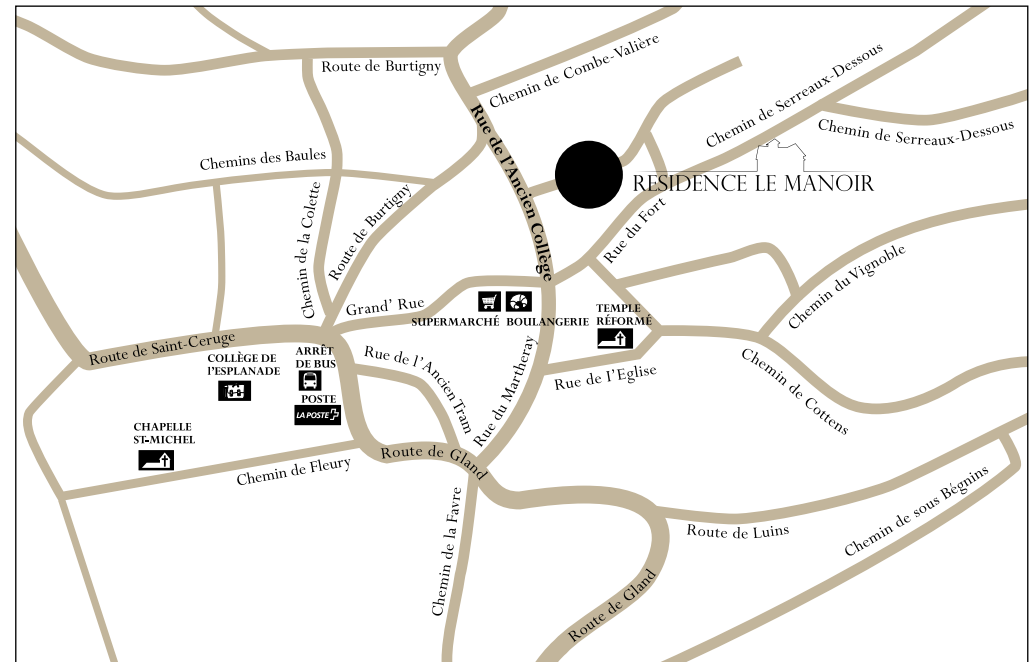 Route de Burtigny
Chemin de Combe-Valière
Chemin de Serreaux-Dessous
Chemin de Serreaux-Dessous
Rue de l'Ancien Collège
Chemins des Baules
RESIDENCE LE MANOIR
Chemin de la Colette
Route de Burtigny
Rue du Fort
Chemin du Vignoble
Grand' Rue
SUPERMARCHÉ
BOULANGERIE
TEMPLE
RÉFORMÉ
Route de Saint-Ceruge
COLLÈGE DE
l'ESPLANADE
ARRÊT
DE BUS
POSTE
LA POSTE
Rue de l'Ancien Tram
Rue du Martheray
Rue de l'Eglise
Chemin de Cottens
CHAPELLE
ST-MICHEL
Chemin de Fleury
Route de Gland
Chemin de la Favre
Route de Luins
Chemin de sous Bégnins
Route de Gland